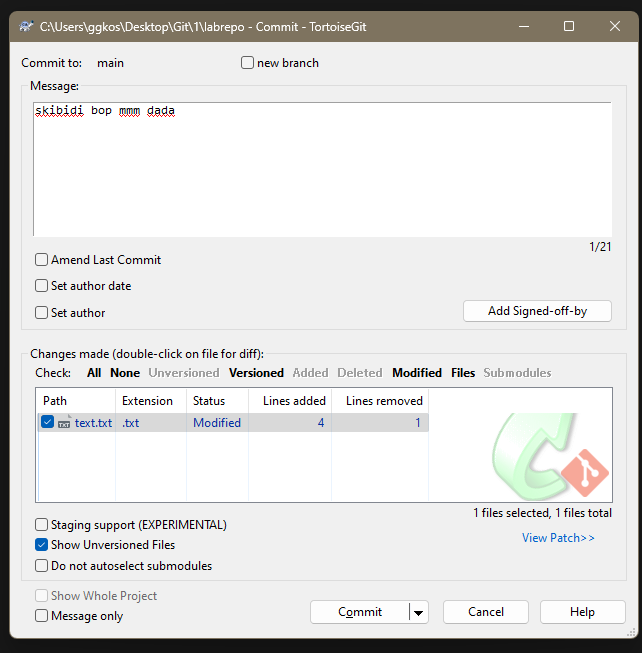 C:\Users\ggkos\Desktop\Git\1\labrepo - Commit - TortoiseGit
Commit to: main new branch
Message:
skibidi bop mmm dada
1/21
Amend Last Commit
Set author date
Set author Add Signed-off-by
Changes made (double-click on file for diff):
Check: All None Unversioned Versioned Added Deleted Modified Files Submodules
Path Extension Status Lines added Lines removed
TXT text.txt .txt Modified 4 1
1 files selected, 1 files total
Staging support (EXPERIMENTAL)
View Patch>>
Show Unversioned Files
Do not autoselect submodules
Show Whole Project
Message only
Commit Cancel Help